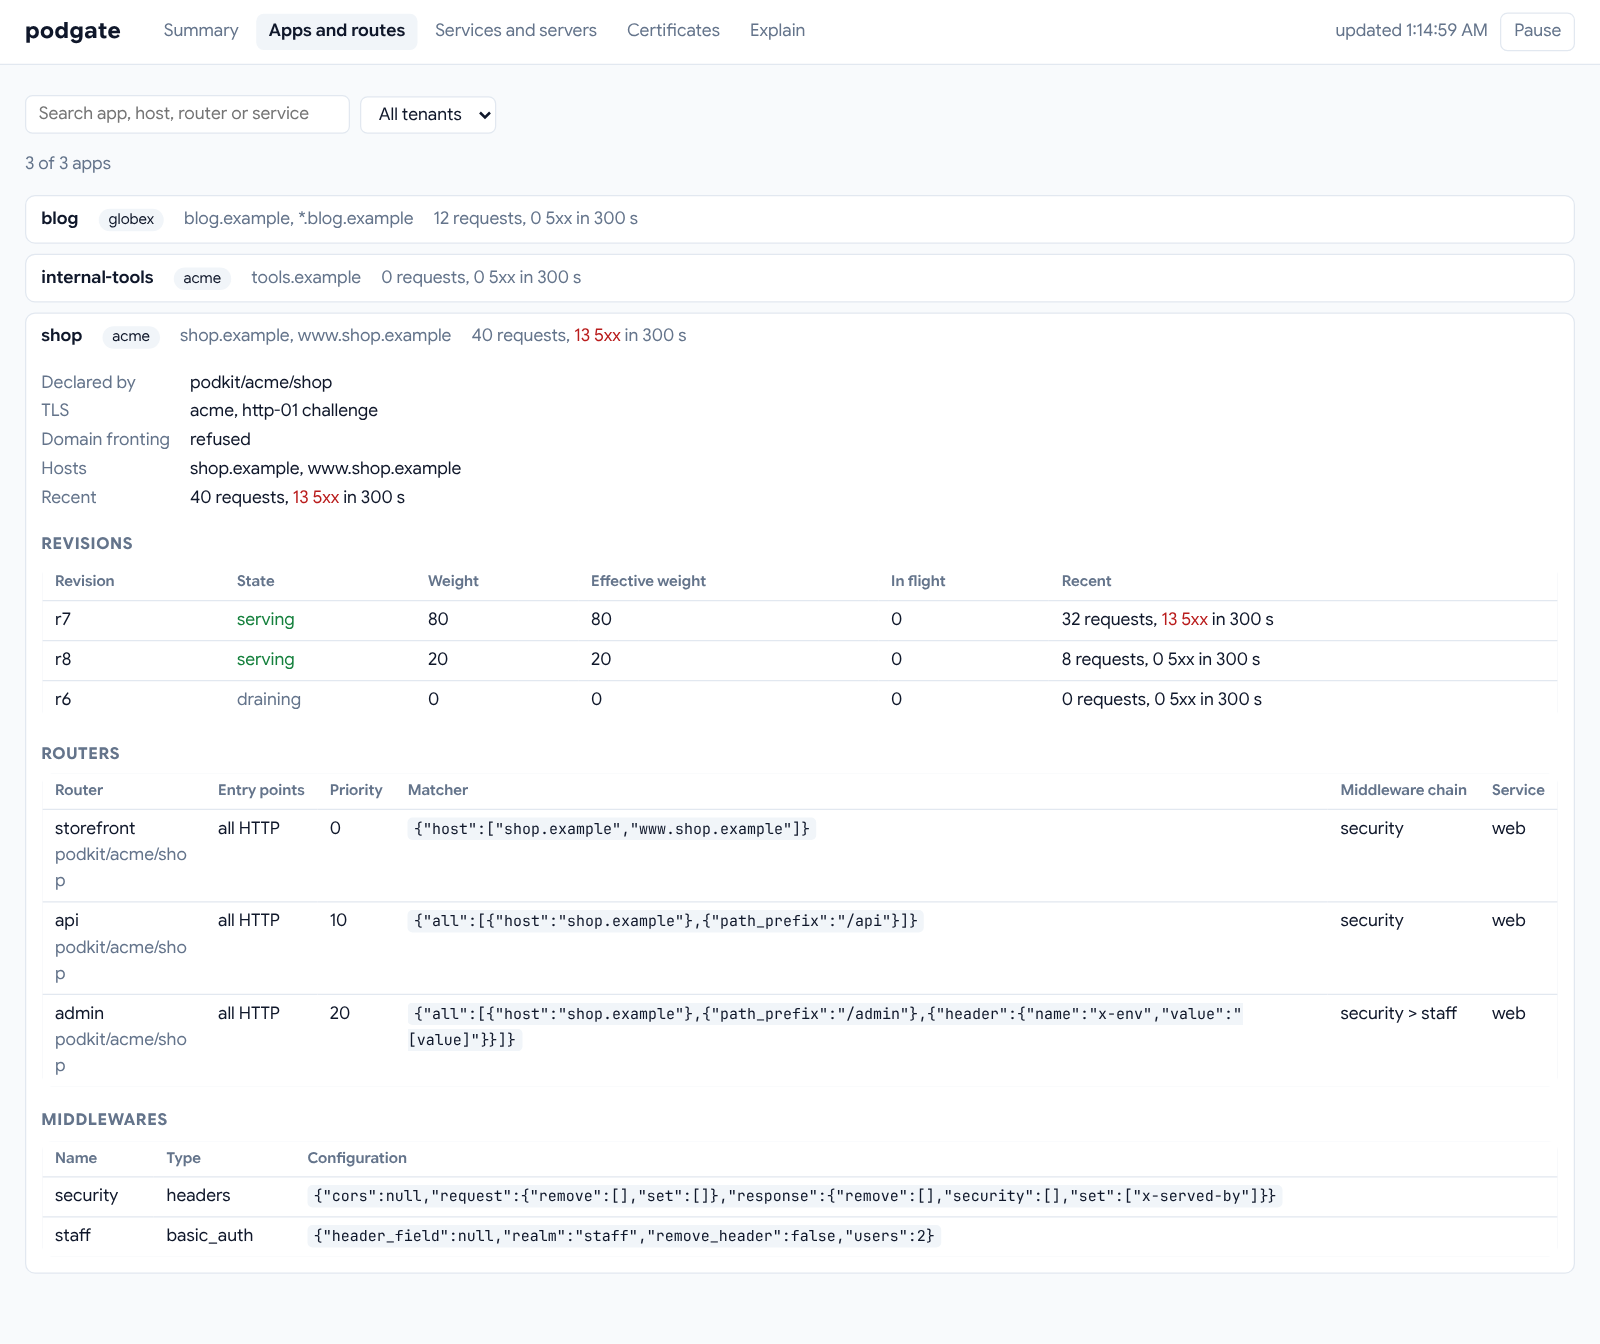 podgate Summary Apps and routes Services and servers Certificates Explain updated 1:14:59 AM Pause
Search app, host, router or service All tenants
3 of 3 apps
blog globex blog.example, *.blog.example 12 requests, 0 5xx in 300 s
internal-tools acme tools.example 0 requests, 0 5xx in 300 s
shop acme shop.example, www.shop.example 40 requests, 13 5xx in 300 s
Declared by podkit/acme/shop
TLS acme, http-01 challenge
Domain fronting refused
Hosts shop.example, www.shop.example
Recent 40 requests, 13 5xx in 300 s
REVISIONS
Revision State Weight Effective weight In flight Recent
r7 serving 80 80 0 32 requests, 13 5xx in 300 s
r8 serving 20 20 0 8 requests, 0 5xx in 300 s
r6 draining 0 0 0 0 requests, 0 5xx in 300 s
ROUTERS
Router Entry points Priority Matcher Middleware chain Service
storefront all HTTP 0 {"host":["shop.example","www.shop.example"]} security web
podkit/acme/sho
p
api all HTTP 10 {"all":[{"host":"shop.example"},{"path_prefix":"/api"}]} security web
podkit/acme/sho
p
admin all HTTP 20 {"all":[{"host":"shop.example"},{"path_prefix":"/admin"},{"header":{"name":"x-env","value":" security > staff web
podkit/acme/sho [value]"}}]}
p
MIDDLEWARES
Name Type Configuration
security headers {"cors":null,"request":{"remove":[],"set":[]},"response":{"remove":[],"security":[],"set":["x-served-by"]}}
staff basic_auth {"header_field":null,"realm":"staff","remove_header":false,"users":2}